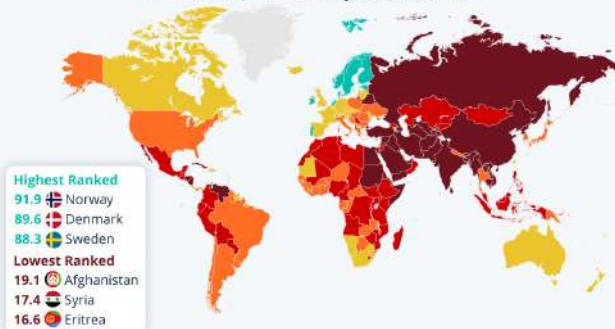 Highest Ranked
91.9 Norway
89.6 Denmark
88.3 Sweden
Lowest Ranked
19.1 Afghanistan
17.4 Syria
16.6 Eritrea